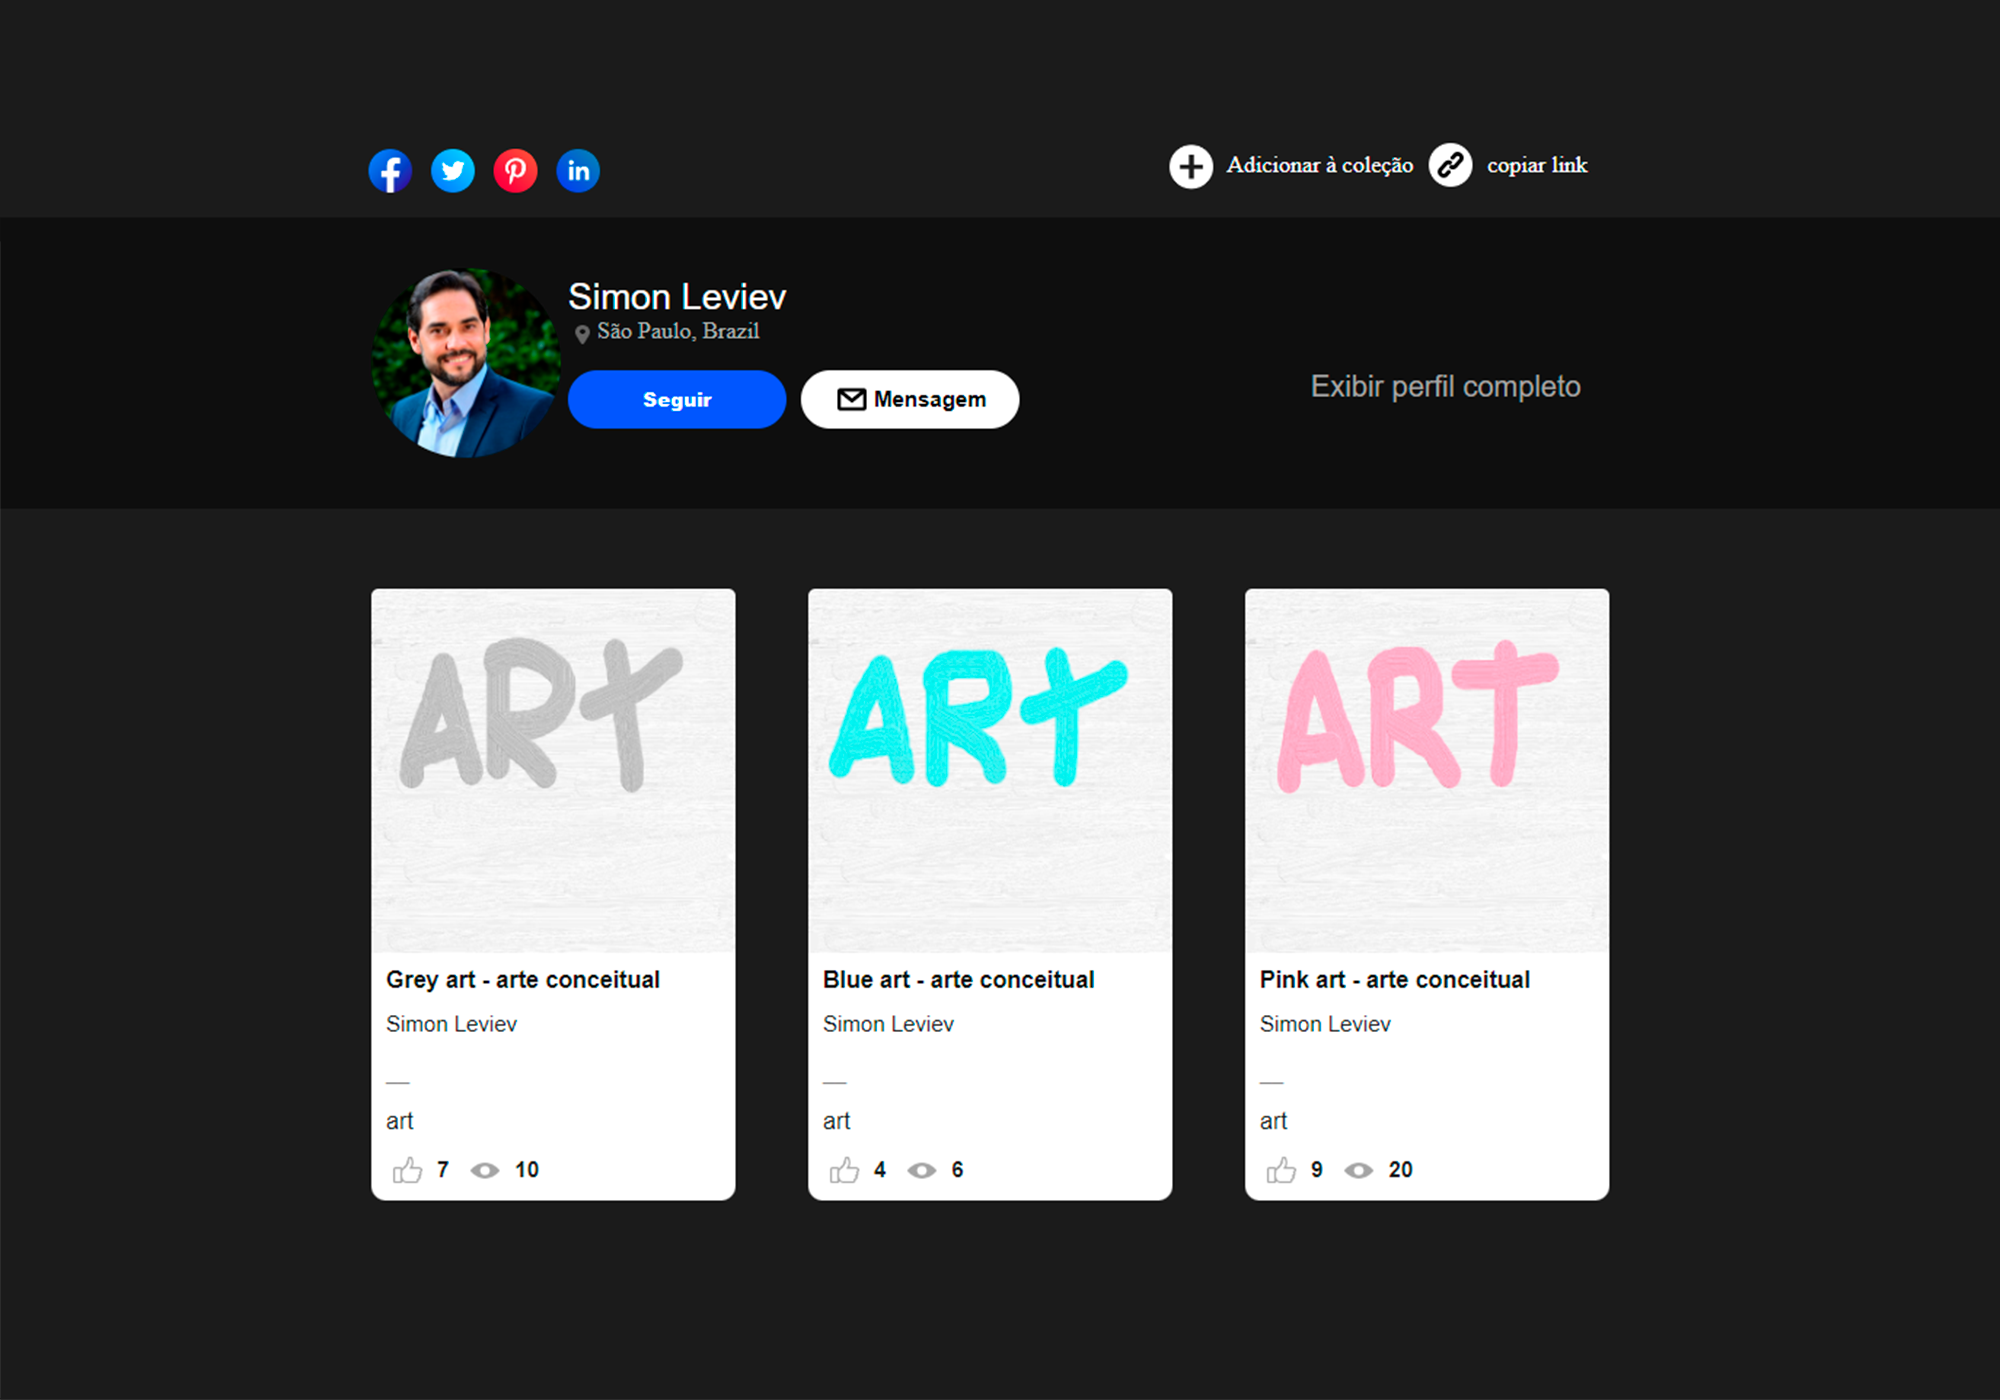 Adicionar à coleção
copiar link
Simon Leviev
São Paulo, Brazil
Seguir
Mensagem
Exibir perfil completo
ART
ART
ART
Grey art - arte conceitual
Simon Leviev
—
art
7 10
Blue art - arte conceitual
Simon Leviev
—
art
4 6
Pink art - arte conceitual
Simon Leviev
—
art
9 20